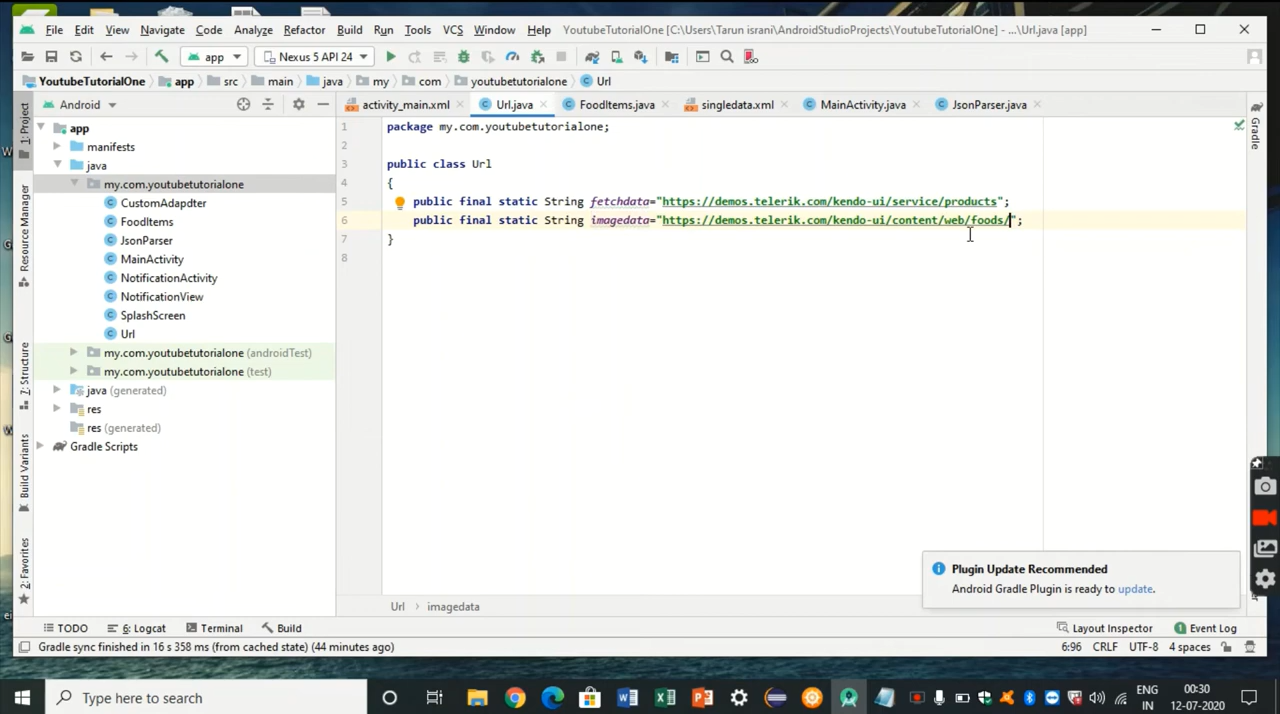 File Edit View Navigate Code Analyze Refactor Build Run Tools VCS Window Help YoutubeTutorialOne [C:\Users\Tarun israni\AndroidStudioProjects\YoutubeTutorialOne] - ...\Url.java [app]
app Nexus 5 API 24
YoutubeTutorialOne app src main java my com youtubetutorialone Url
Android activity_main.xml Url.java FoodItems.java singledata.xml MainActivity.java JsonParser.java
1: Project
Resource Manager
Z: Structure
Build Variants
2: Favorites
app
manifests
java
my.com.youtubetutorialone
CustomAdapdter
FoodItems
JsonParser
MainActivity
NotificationActivity
NotificationView
SplashScreen
Url
my.com.youtubetutorialone (androidTest)
my.com.youtubetutorialone (test)
java (generated)
res
res (generated)
Gradle Scripts
1 package my.com.youtubetutorialone;
2
3 public class Url
4 {
5 public final static String fetchdata="https://demos.telerik.com/kendo-ui/service/products";
6 public final static String imagedata="https://demos.telerik.com/kendo-ui/content/web/foods/";
7 }
8
Gradle
Plugin Update Recommended
Android Gradle Plugin is ready to update.
Url imagedata
TODO 6: Logcat Terminal Build Layout Inspector 1 Event Log
Gradle sync finished in 16 s 358 ms (from cached state) (44 minutes ago) 6:96 CRLF UTF-8 4 spaces
Type here to search
ENG
IN
00:30
12-07-2020